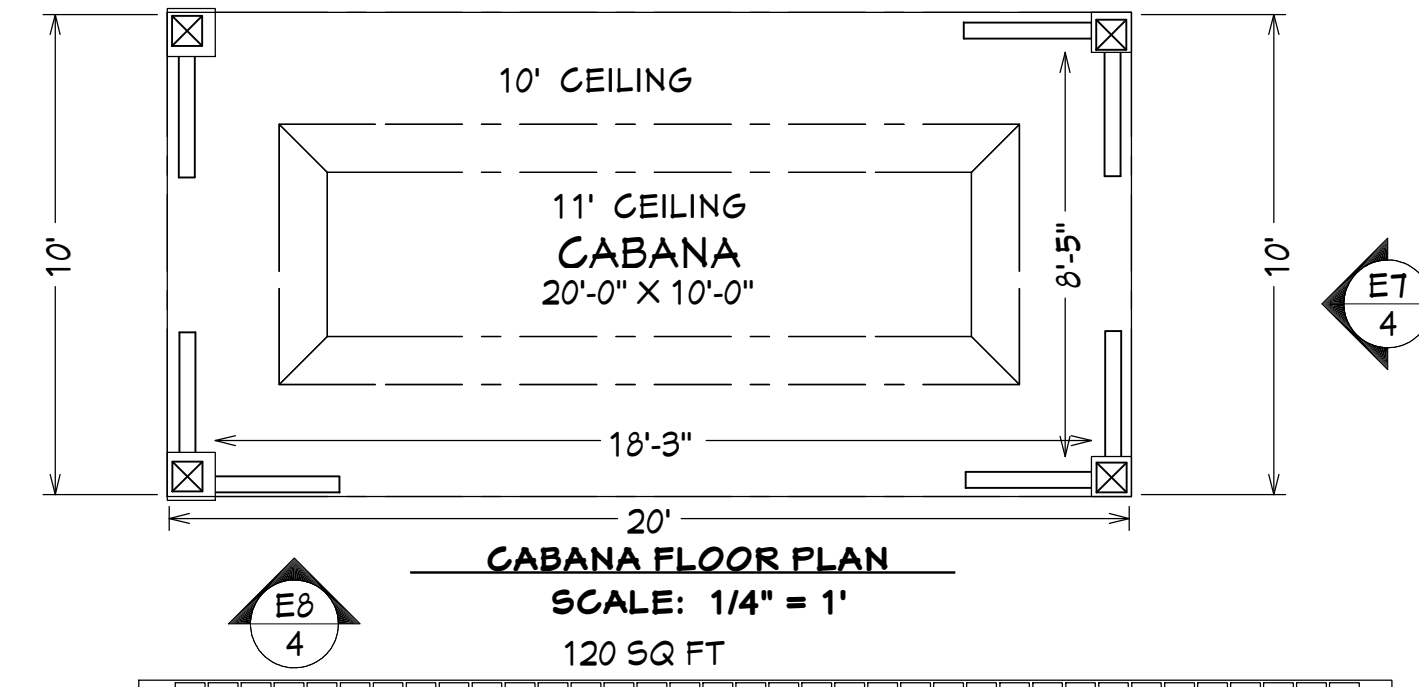 10' CEILING
11' CEILING
CABANA
20'-0" X 10'-0"
10'
8'-5"
10'
E7
4
18'-3"
20'
CABANA FLOOR PLAN
SCALE: 1/4" = 1'
E8
4
120 SQ FT